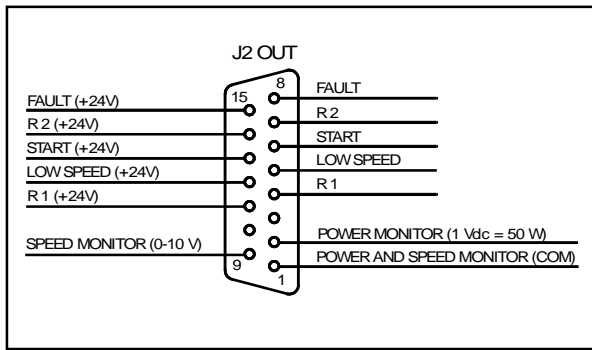 J2 OUT
15
8
FAULT (+24V)
R 2 (+24V)
START (+24V)
LOW SPEED (+24V)
R 1 (+24V)
SPEED MONITOR (0-10 V)
9
FAULT
R 2
START
LOW SPEED
R 1
POWER MONITOR (1 Vdc = 50 W)
POWER AND SPEED MONITOR (COM)
1